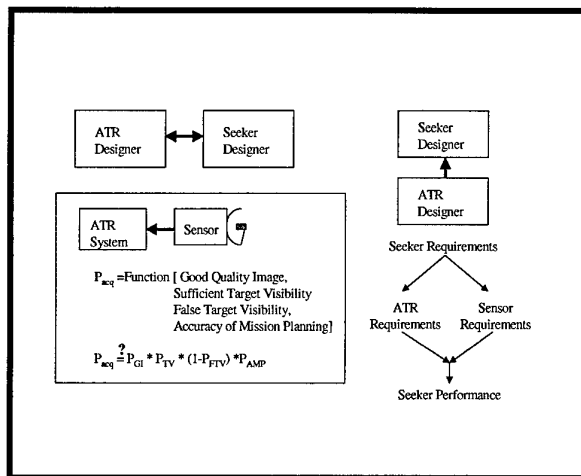 ATR
Designer
Seeker
Designer
ATR
System
Sensor
P_acq =Function [ Good Quality Image,
Sufficient Target Visibility
False Target Visibility,
Accuracy of Mission Planning]
?
P_acq = P_GI * P_TV * (1-P_FTV) *P_AMP
Seeker
Designer
ATR
Designer
Seeker Requirements
ATR
Requirements
Sensor
Requirements
Seeker Performance